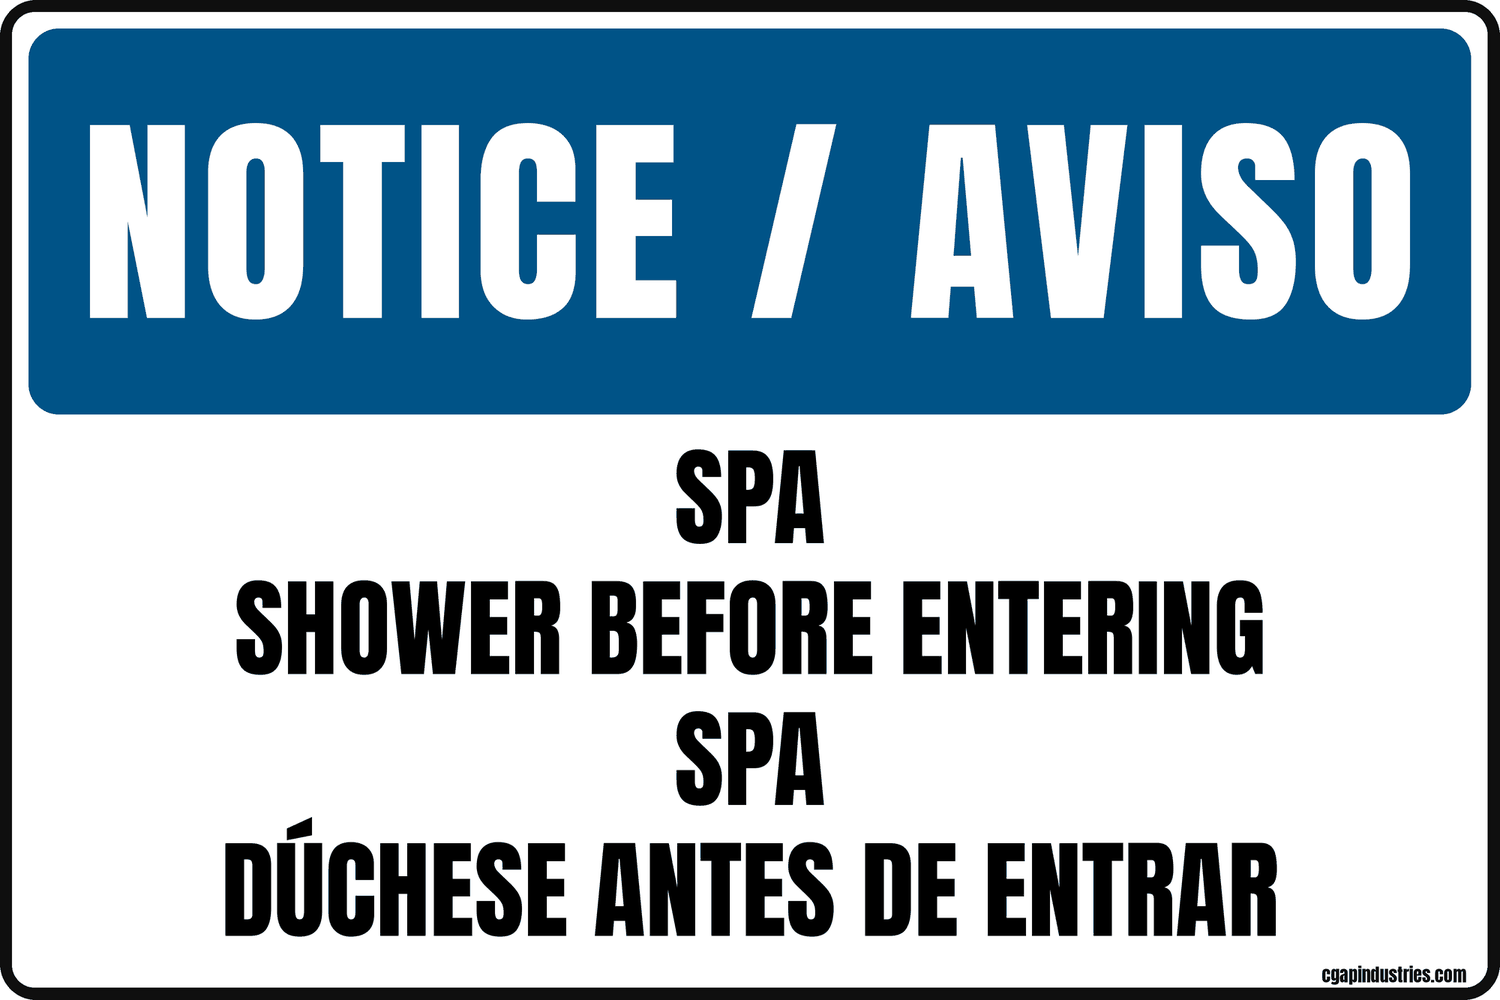 NOTICE / AVISO
SPA
SHOWER BEFORE ENTERING
SPA
DÚCHESE ANTES DE ENTRAR
cgapindustries.com